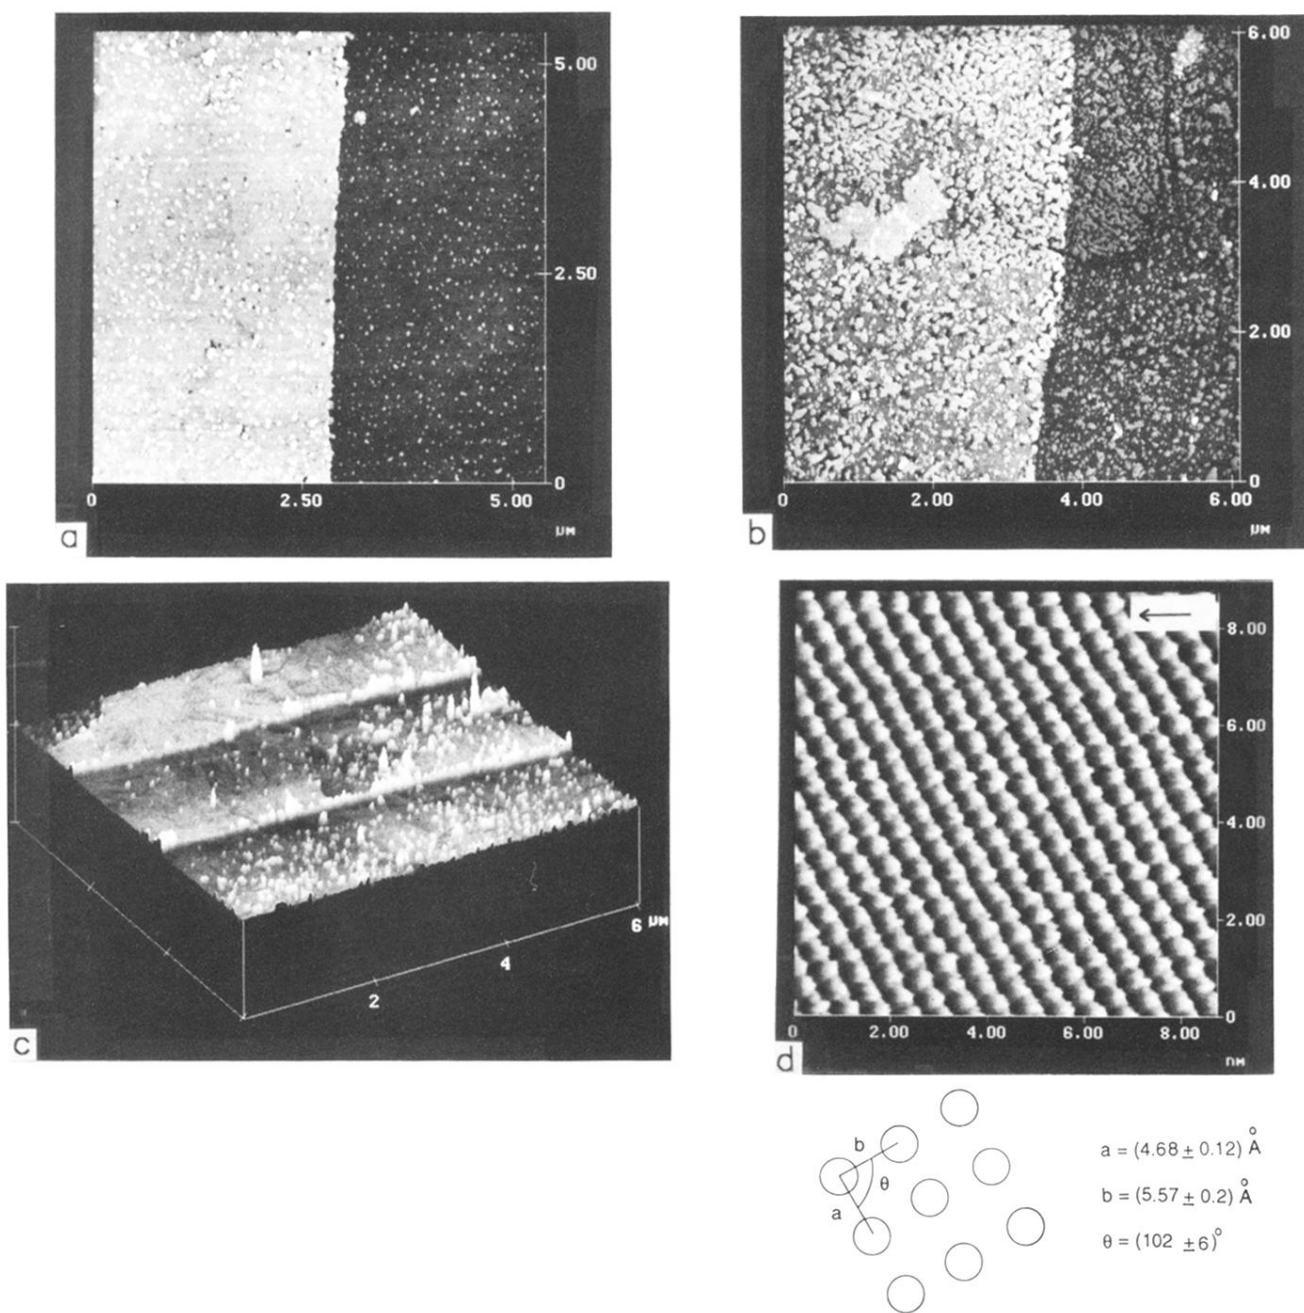 5.00
2.50
0
0
2.50
5.00
µM
a
6.00
4.00
2.00
0
0
2.00
4.00
6.00
µM
b
2
4
6 µM
c
8.00
6.00
4.00
2.00
0
0
2.00
4.00
6.00
8.00
nM
d
b
θ
a
a = (4.68 ± 0.12) Å
b = (5.57 ± 0.2) Å
θ = (102 ± 6)°